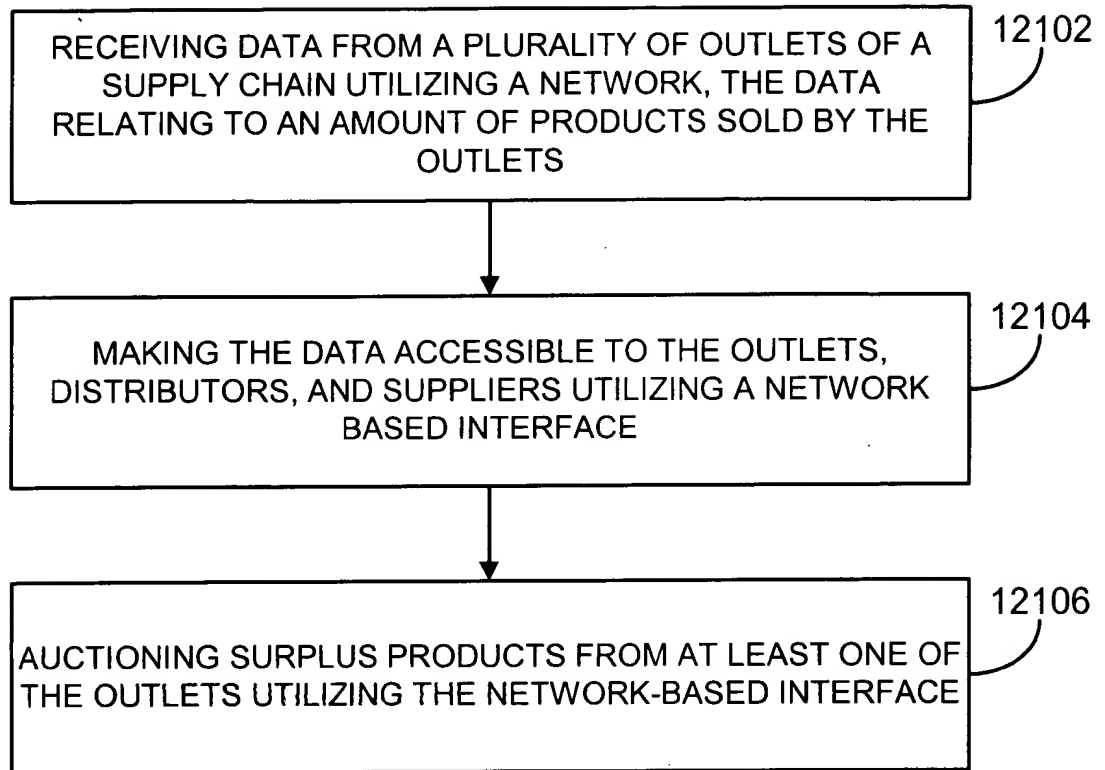 RECEIVING DATA FROM A PLURALITY OF OUTLETS OF A
SUPPLY CHAIN UTILIZING A NETWORK, THE DATA
RELATING TO AN AMOUNT OF PRODUCTS SOLD BY THE
OUTLETS
12102
MAKING THE DATA ACCESSIBLE TO THE OUTLETS,
DISTRIBUTORS, AND SUPPLIERS UTILIZING A NETWORK
BASED INTERFACE
12104
AUCTIONING SURPLUS PRODUCTS FROM AT LEAST ONE OF
THE OUTLETS UTILIZING THE NETWORK-BASED INTERFACE
12106